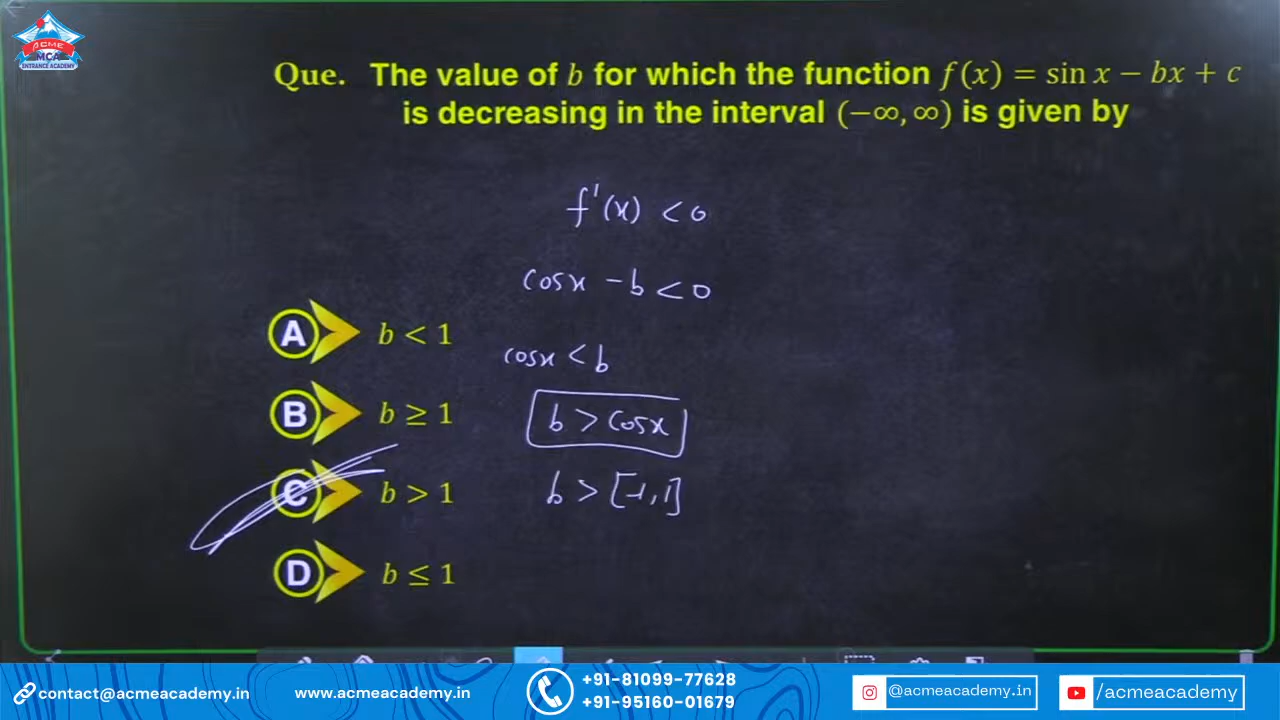 ACME
MCA
ENTRANCE ACADEMY
Que. The value of b for which the function f(x) = sin x − bx + c
is decreasing in the interval (−∞, ∞) is given by
f'(x) < 0
cosx − b < 0
A b < 1
cosx < b
B b ≥ 1
b > cosx
C b > 1
b > [-1, 1]
D b ≤ 1
contact@acmeacademy.in
www.acmeacademy.in
+91-81099-77628
+91-95160-01679
@acmeacademy.in
/acmeacademy